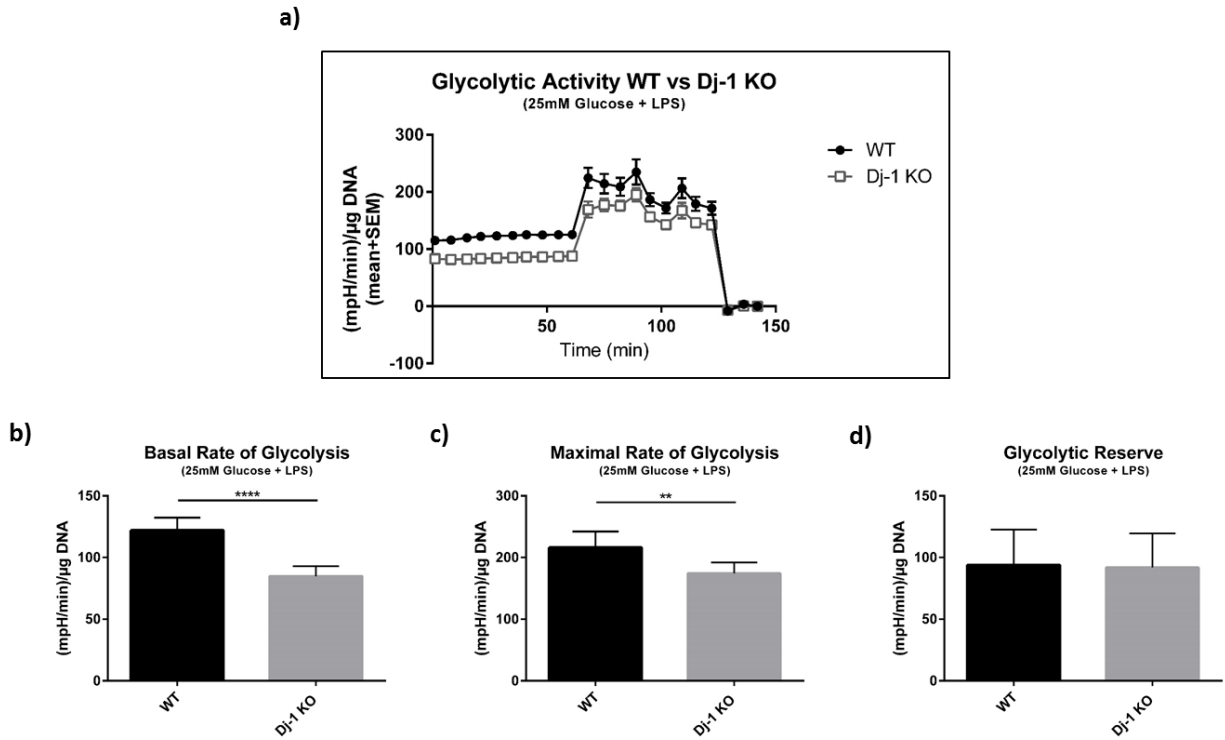 a)
Glycolytic Activity WT vs Dj-1 KO
(25mM Glucose + LPS)
(mpH/min)/µg DNA
(mean+SEM)
300
200
100
0
-100
50
100
150
Time (min)
WT
Dj-1 KO
b)
Basal Rate of Glycolysis
(25mM Glucose + LPS)
(mpH/min)/µg DNA
150
100
50
0
****
WT
Dj-1 KO
c)
Maximal Rate of Glycolysis
(25mM Glucose + LPS)
(mpH/min)/µg DNA
300
200
100
0
**
WT
Dj-1 KO
d)
Glycolytic Reserve
(25mM Glucose + LPS)
(mpH/min)/µg DNA
150
100
50
0
WT
Dj-1 KO